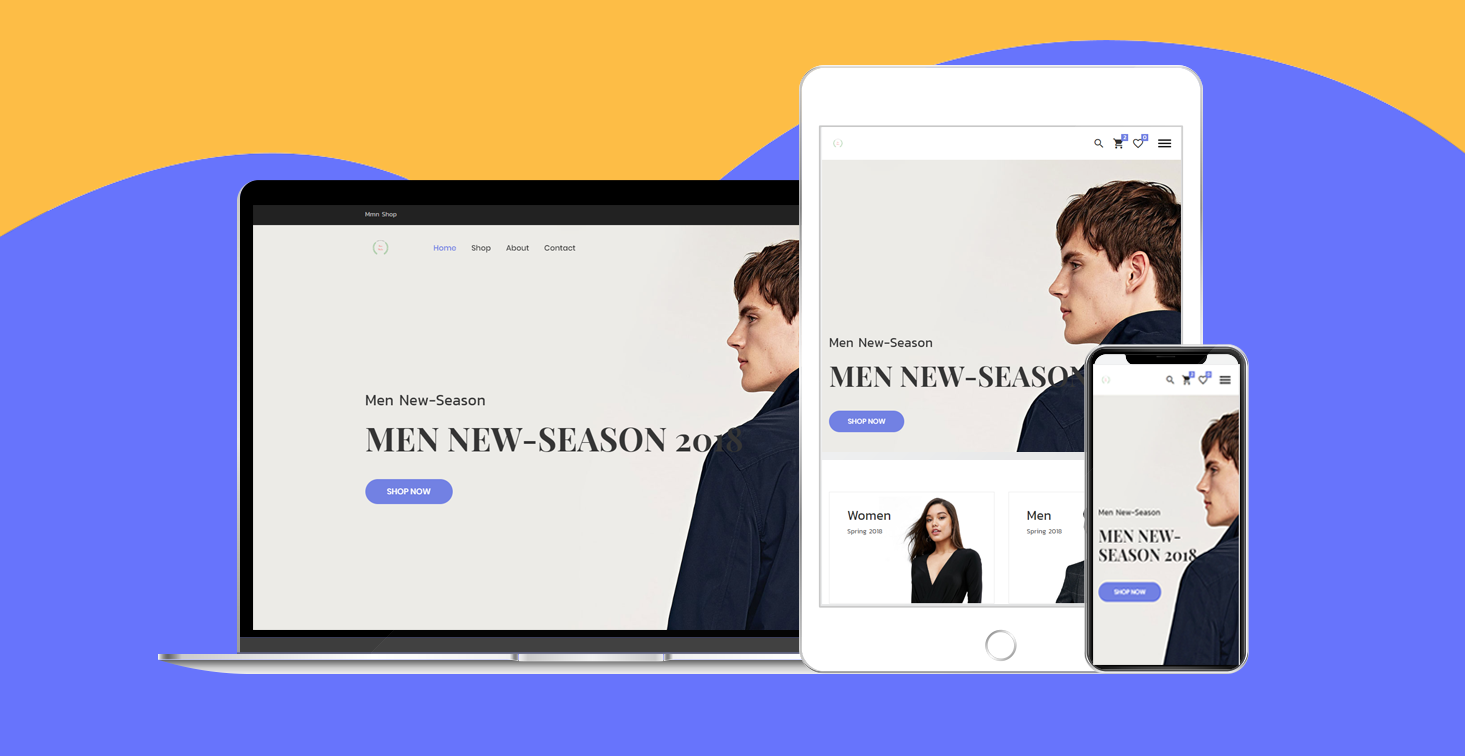 Mmn Shop
Home Shop About Contact
Men New-Season
MEN NEW-SEASON 2018
SHOP NOW
2 0
Men New-Season
MEN NEW-SEASON
SHOP NOW
Women
Spring 2018
Men
Spring 2018
Men New-Season
MEN NEW-
SEASON 2018
SHOP NOW